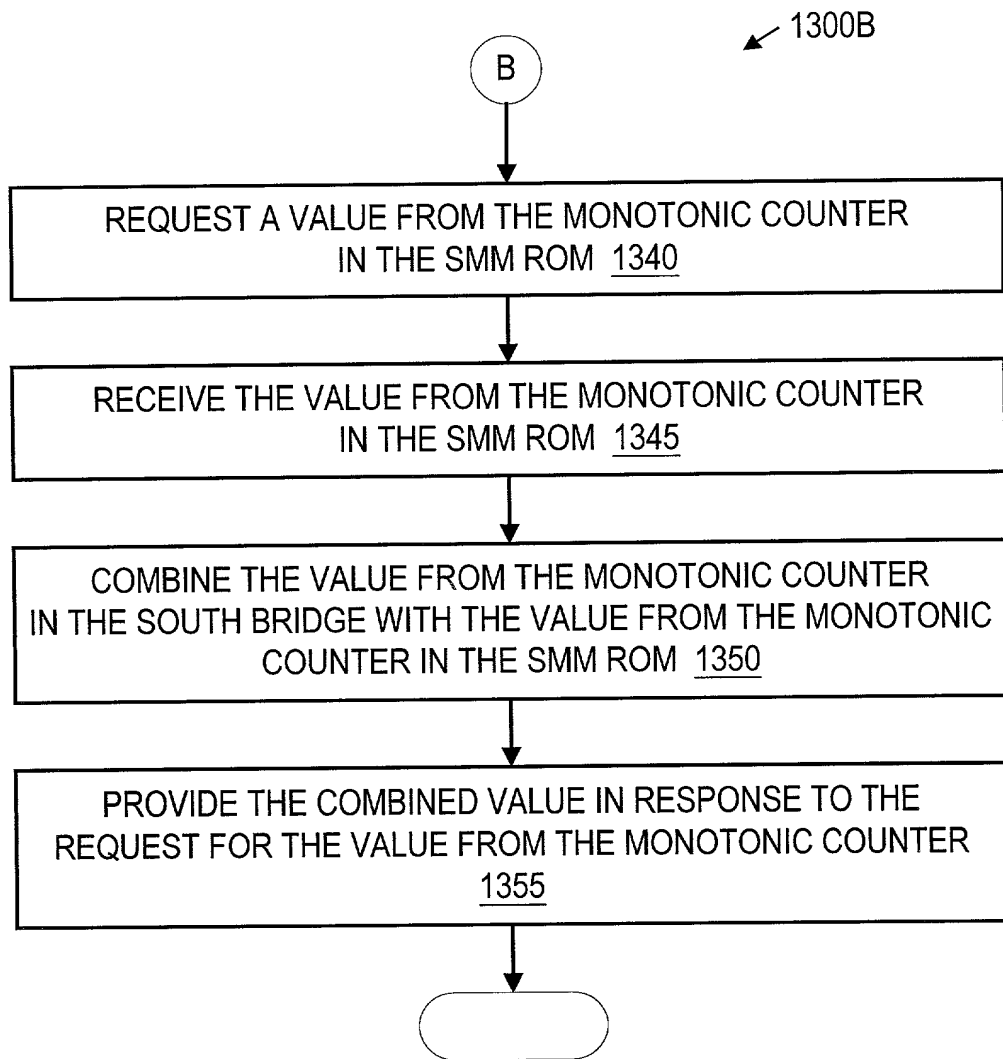 1300B
B
REQUEST A VALUE FROM THE MONOTONIC COUNTER
IN THE SMM ROM 1340
RECEIVE THE VALUE FROM THE MONOTONIC COUNTER
IN THE SMM ROM 1345
COMBINE THE VALUE FROM THE MONOTONIC COUNTER
IN THE SOUTH BRIDGE WITH THE VALUE FROM THE MONOTONIC
COUNTER IN THE SMM ROM 1350
PROVIDE THE COMBINED VALUE IN RESPONSE TO THE
REQUEST FOR THE VALUE FROM THE MONOTONIC COUNTER
1355